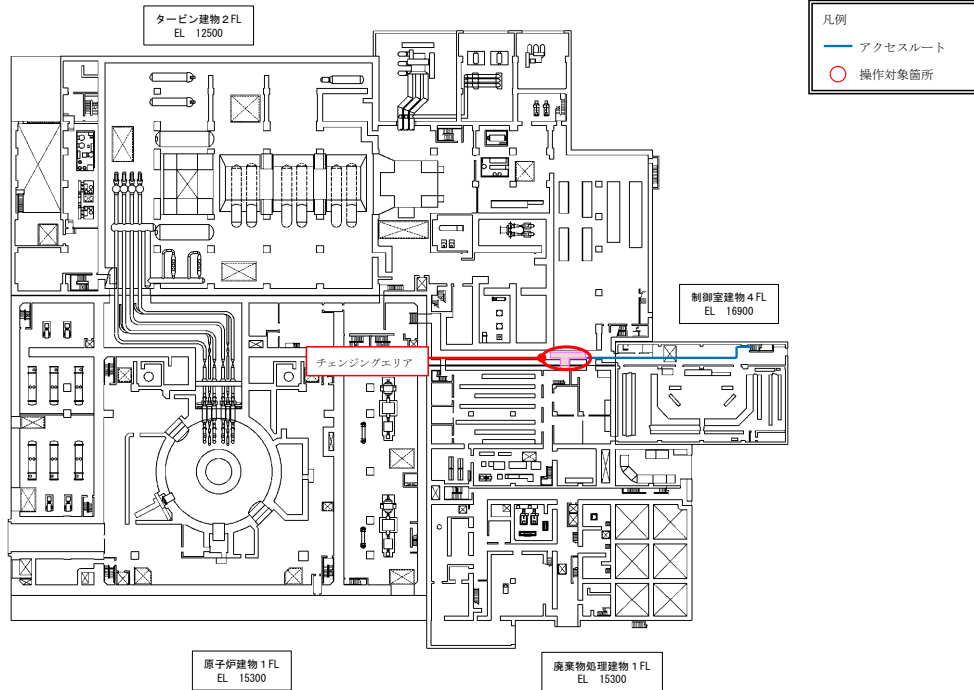 タービン建物2FL
EL 12500
凡例
アクセスルート
操作対象箇所
制御室建物4FL
EL 16900
チェンジングエリア
原子炉建物1FL
EL 15300
廃棄物処理建物1FL
EL 15300